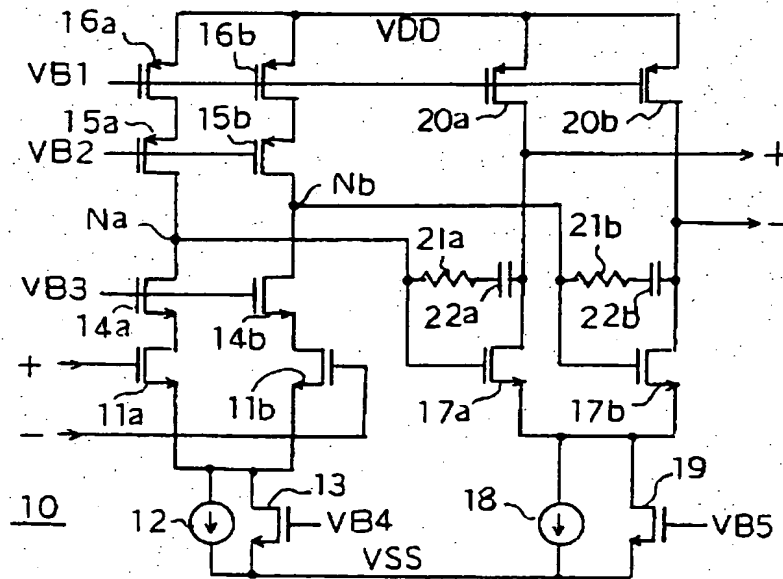 16a 16b VDD
VB1
15a 15b 20a 20b
VB2 +
Nb
Na −
21a 21b
VB3
14a 14b 22a 22b
+
11a 11b 17a 17b
−
10 12 13 VB4 18 19 VB5
VSS